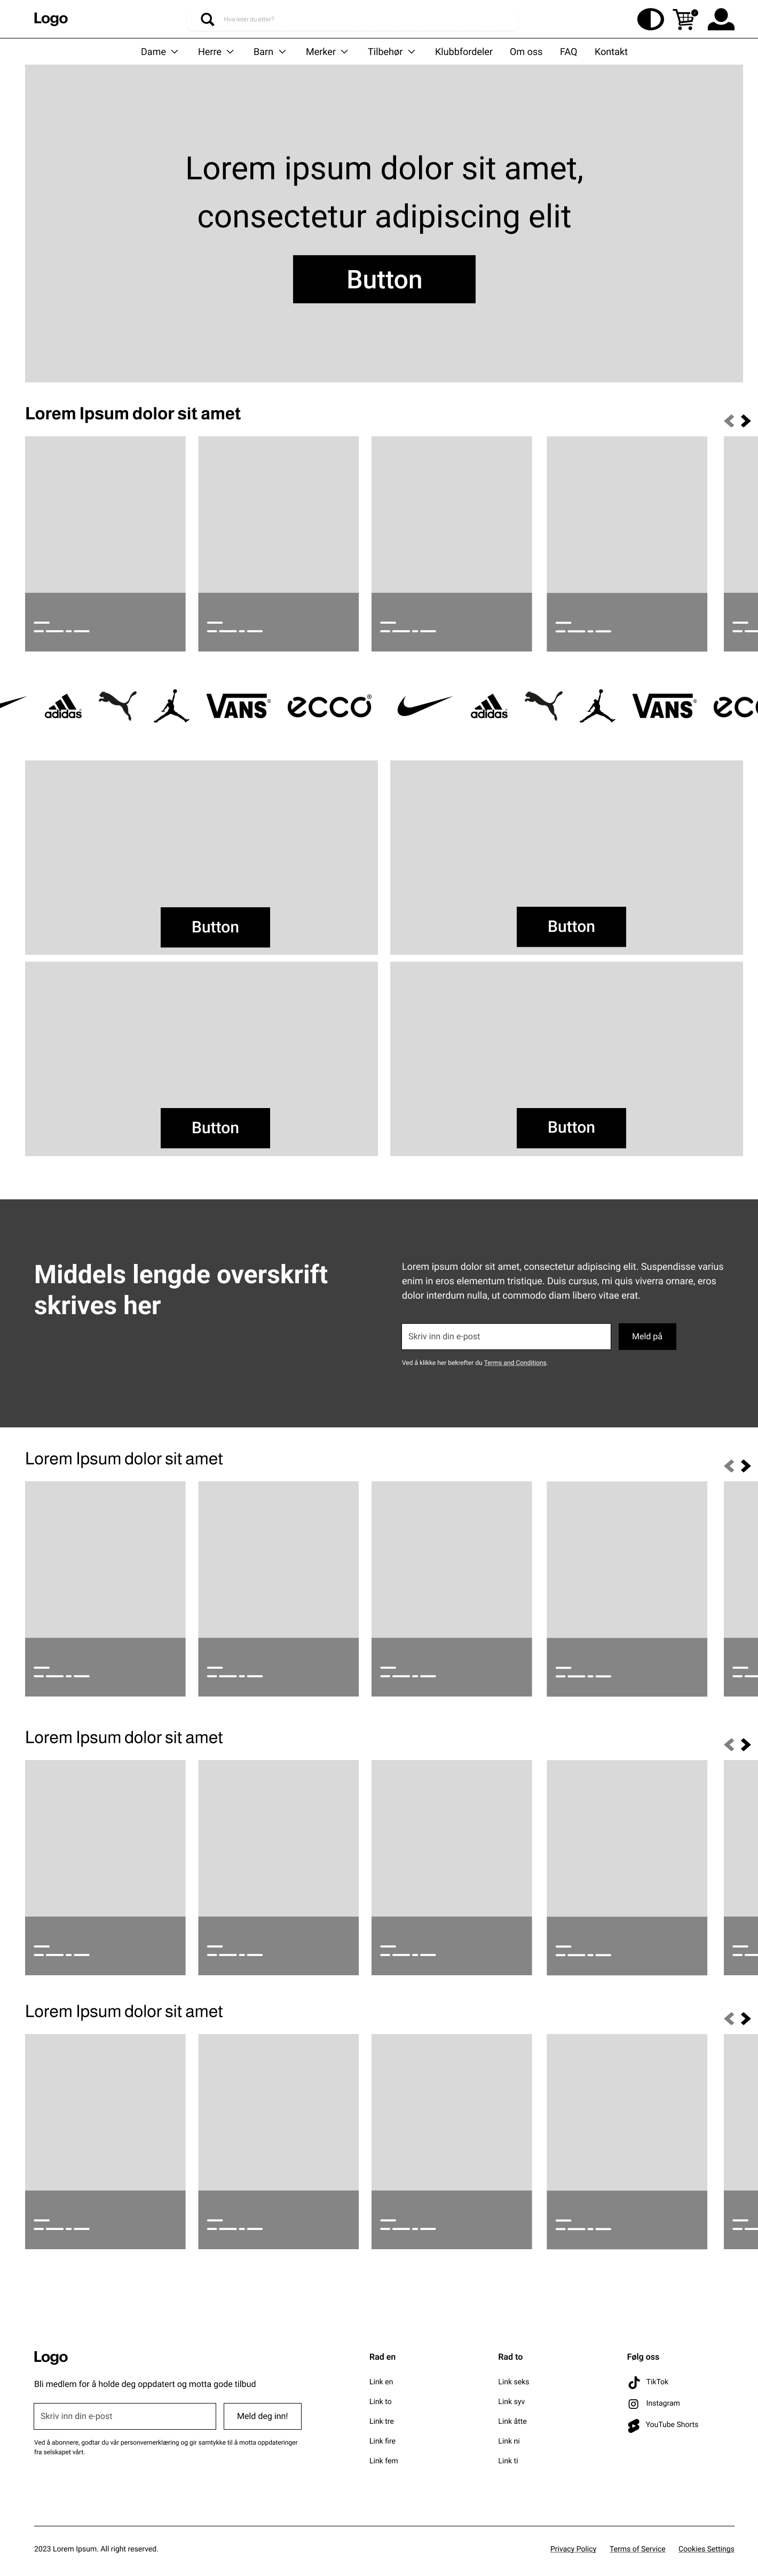 Logo
Hva leter du etter?
Dame Herre Barn Merker Tilbehør Klubbfordeler Om oss FAQ Kontakt
Lorem ipsum dolor sit amet,
consectetur adipiscing elit
Button
Lorem Ipsum dolor sit amet
adidas VANS ® ecco ® adidas VANS ® ecc
Button
Button
Button
Button
Middels lengde overskrift
skrives her
Lorem ipsum dolor sit amet, consectetur adipiscing elit. Suspendisse varius
enim in eros elementum tristique. Duis cursus, mi quis viverra ornare, eros
dolor interdum nulla, ut commodo diam libero vitae erat.
Skriv inn din e-post
Meld på
Ved å klikke her bekrefter du Terms and Conditions.
Lorem Ipsum dolor sit amet
Lorem Ipsum dolor sit amet
Lorem Ipsum dolor sit amet
Logo
Bli medlem for å holde deg oppdatert og motta gode tilbud
Skriv inn din e-post
Meld deg inn!
Ved å abonnere, godtar du vår personvernerklæring og gir samtykke til å motta oppdateringer
fra selskapet vårt.
Rad en
Link en
Link to
Link tre
Link fire
Link fem
Rad to
Link seks
Link syv
Link åtte
Link ni
Link ti
Følg oss
TikTok
Instagram
YouTube Shorts
2023 Lorem Ipsum. All right reserved.
Privacy Policy
Terms of Service
Cookies Settings